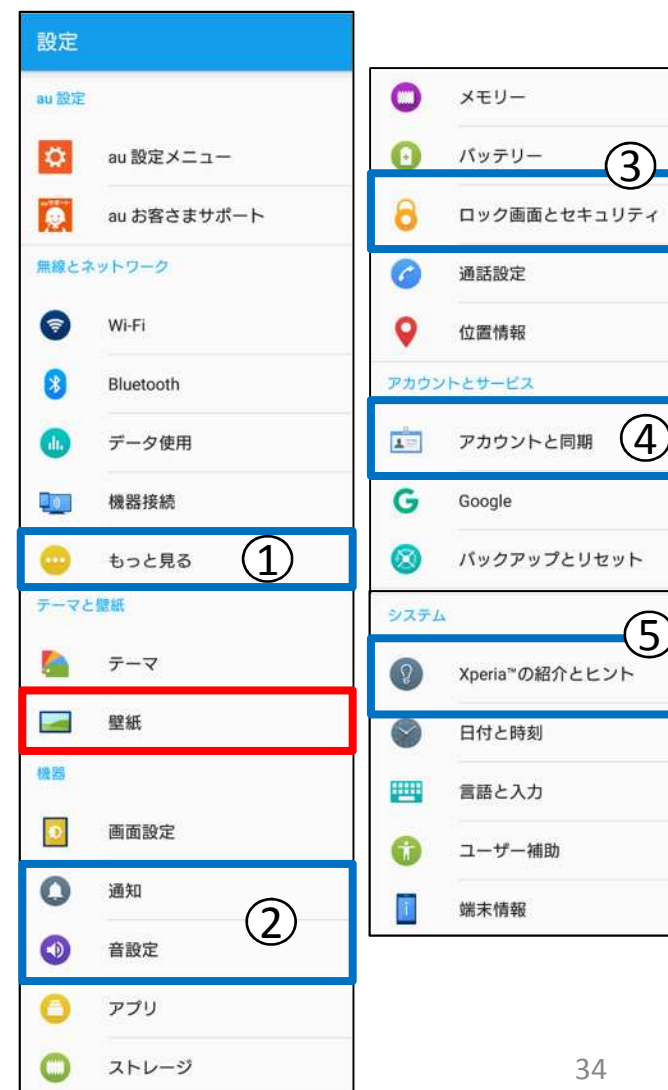 設定
au 設定
au 設定メニュー
au お客さまサポート
無線とネットワーク
Wi-Fi
Bluetooth
データ使用
機器接続
もっと見る ①
テーマと壁紙
テーマ
壁紙
機器
画面設定
通知
②
音設定
アプリ
ストレージ
メモリー
バッテリー
③
ロック画面とセキュリティ
通話設定
位置情報
アカウントとサービス
アカウントと同期 ④
Google
バックアップとリセット
システム
⑤
Xperia™の紹介とヒント
日付と時刻
言語と入力
ユーザー補助
端末情報
34